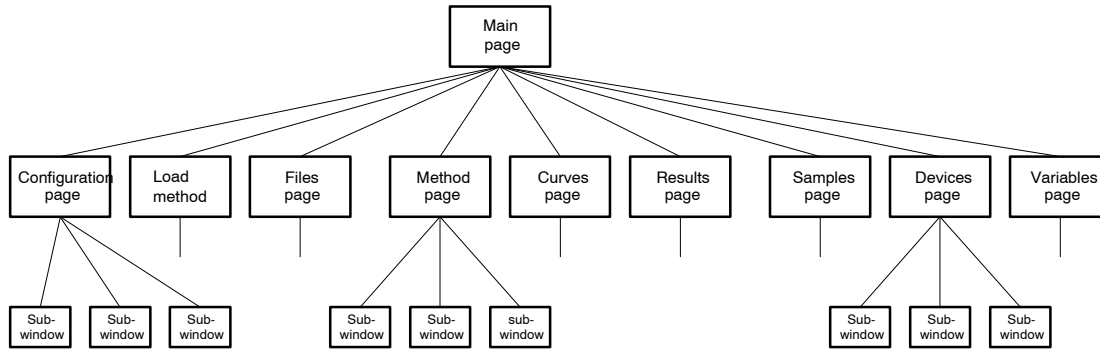 Main
page
Configuration
page
Load
method
Files
page
Method
page
Curves
page
Results
page
Samples
page
Devices
page
Variables
page
Sub-
window
Sub-
window
Sub-
window
Sub-
window
Sub-
window
sub-
window
Sub-
window
Sub-
window
Sub-
window